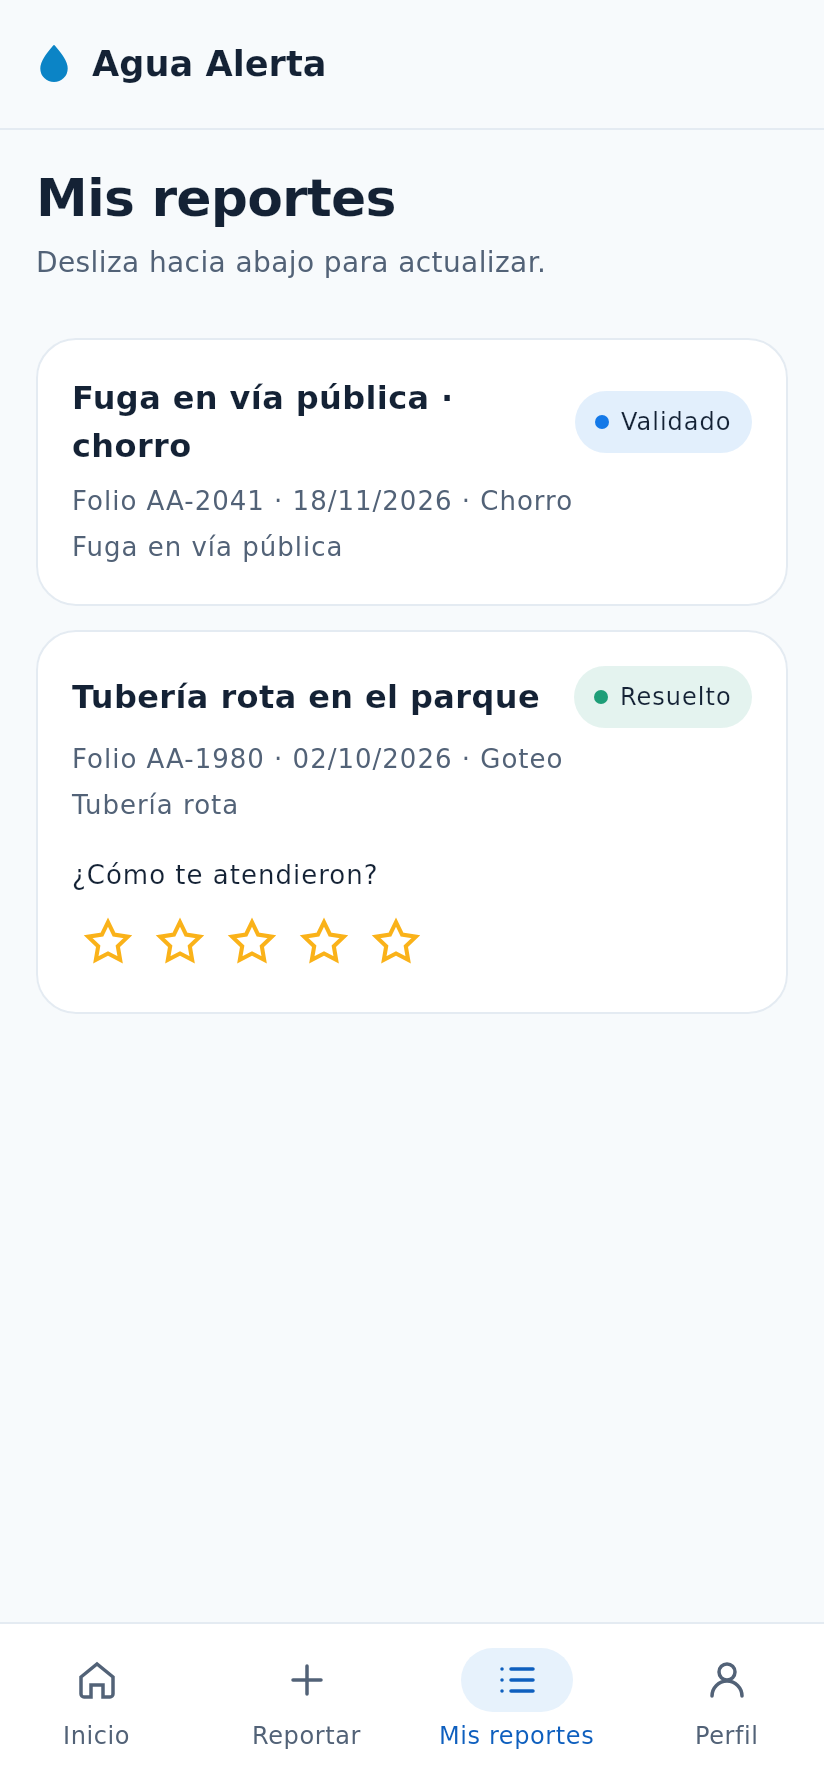 Agua Alerta
Mis reportes
Desliza hacia abajo para actualizar.
Fuga en vía pública ·
chorro
Validado
Folio AA-2041 · 18/11/2026 · Chorro
Fuga en vía pública
Tubería rota en el parque
Resuelto
Folio AA-1980 · 02/10/2026 · Goteo
Tubería rota
¿Cómo te atendieron?
Inicio
Reportar
Mis reportes
Perfil